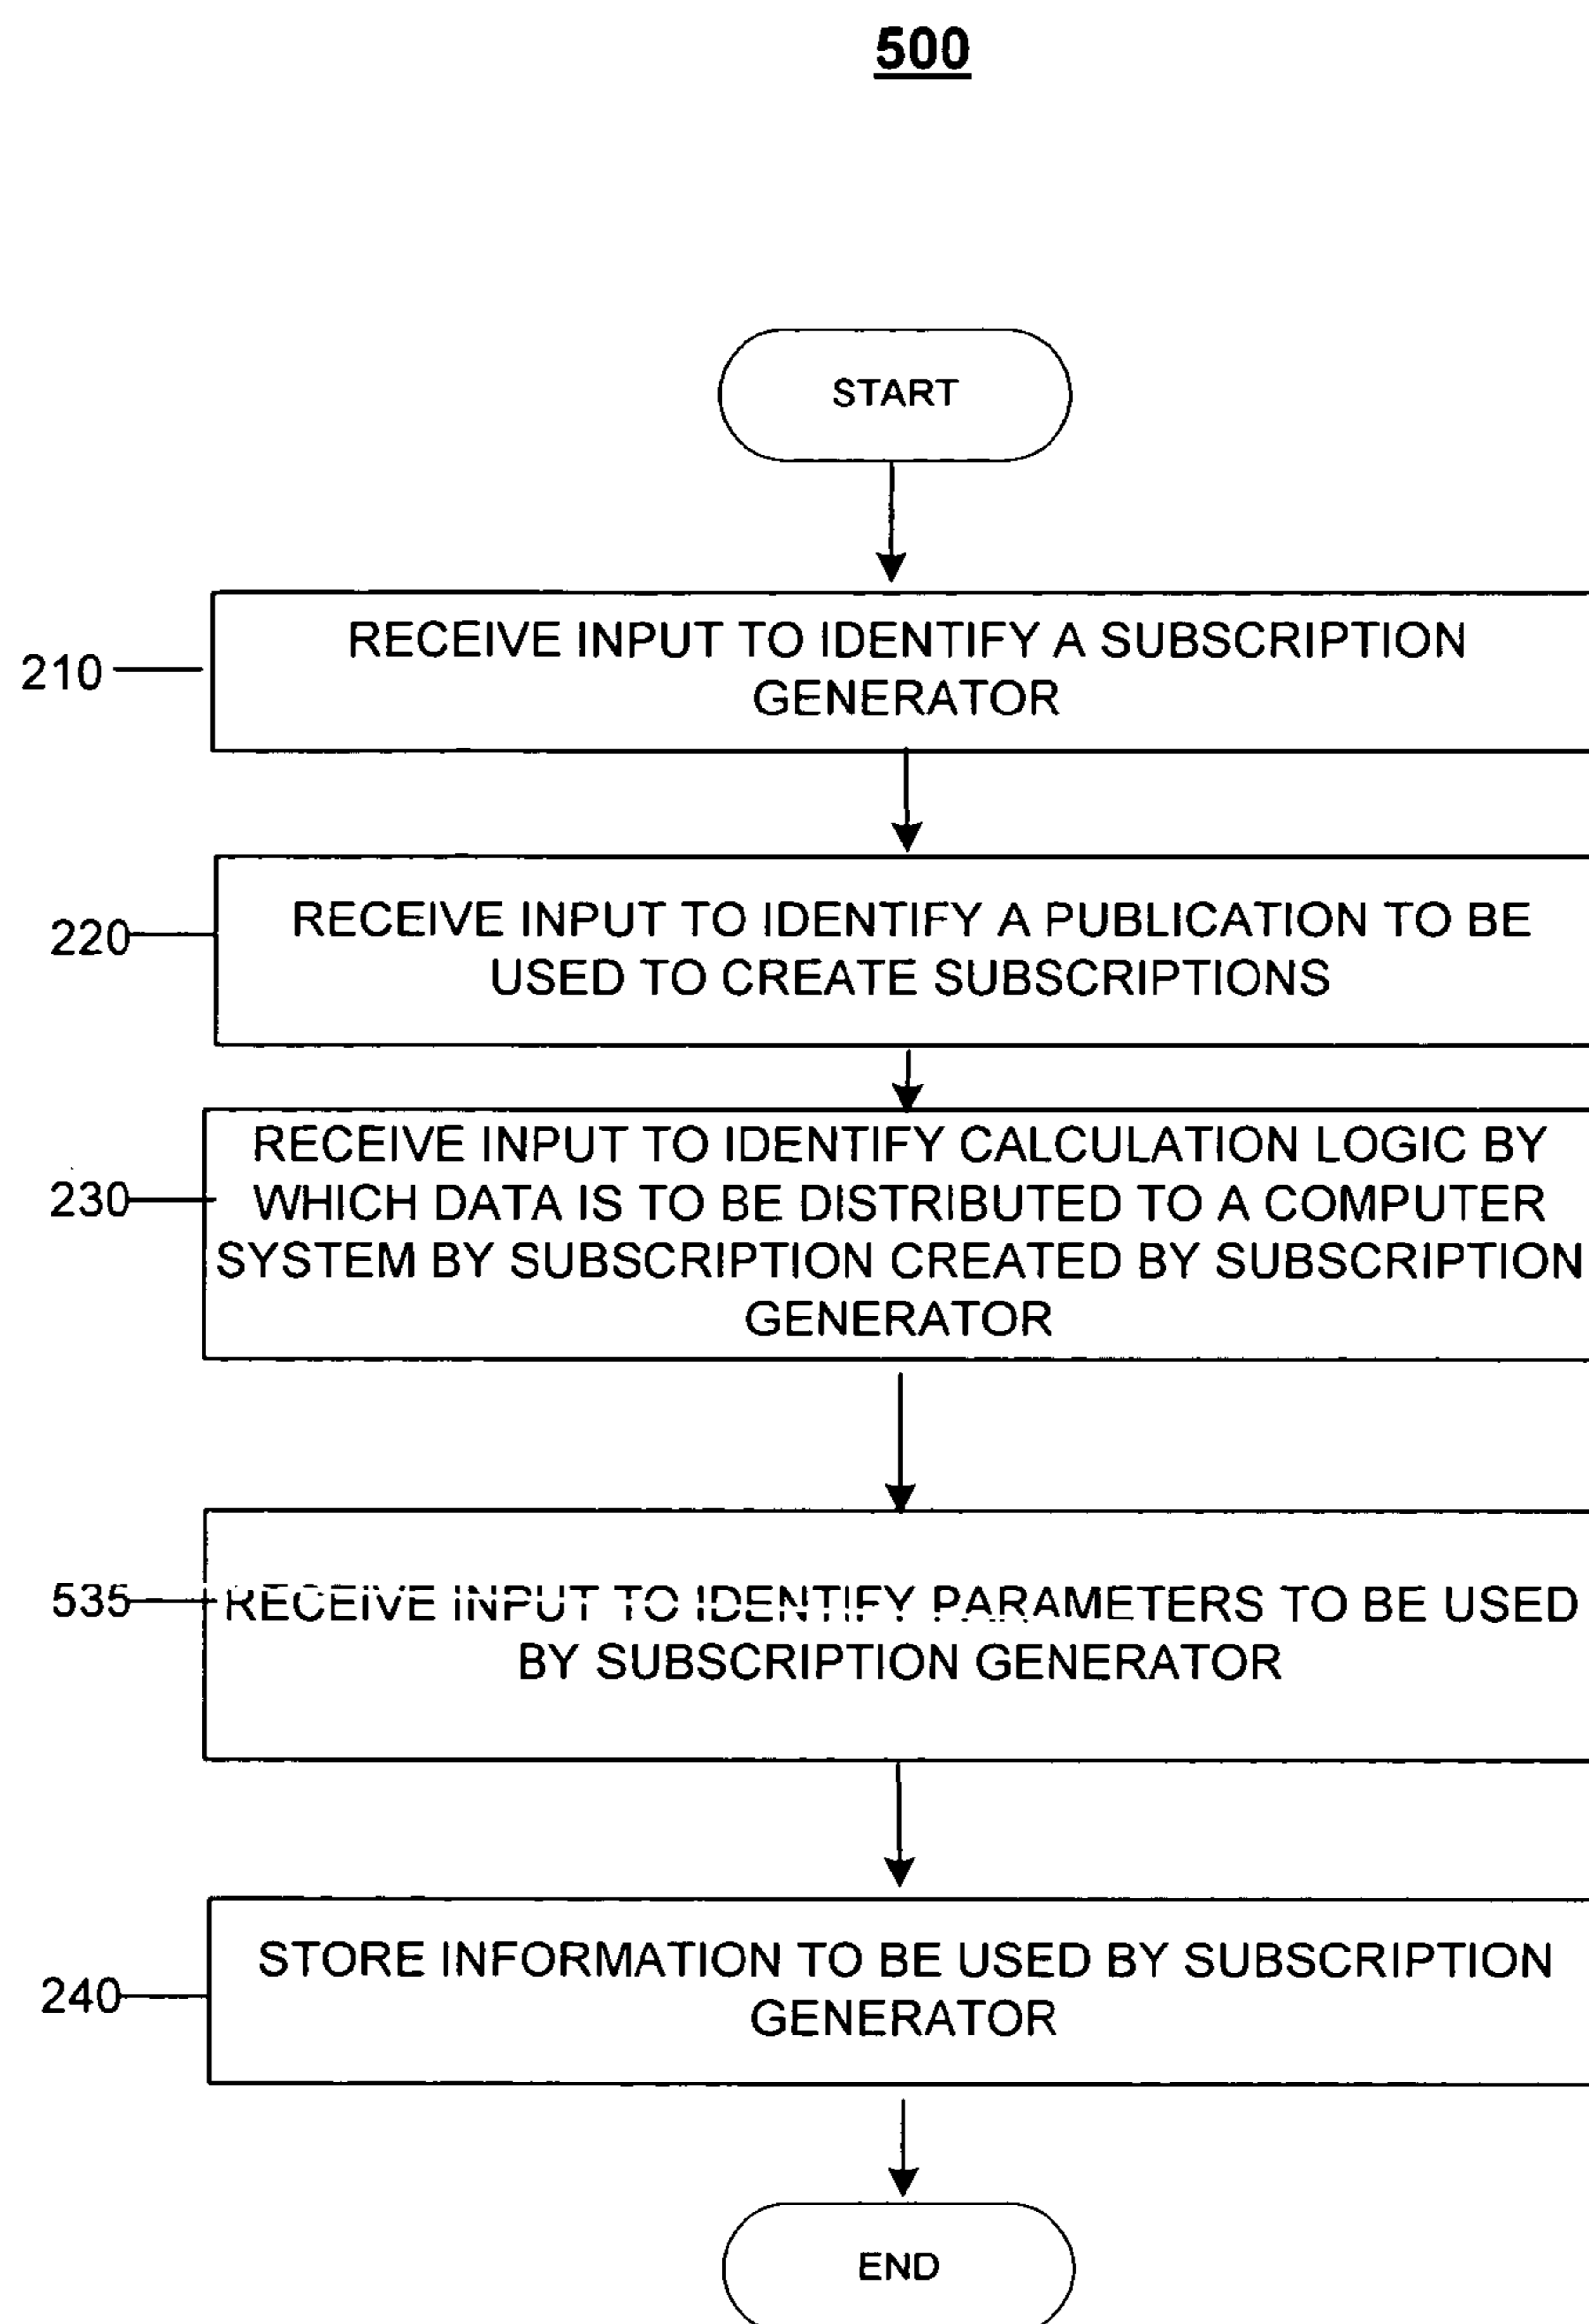 500
START
210
RECEIVE INPUT TO IDENTIFY A SUBSCRIPTION
GENERATOR
220
RECEIVE INPUT TO IDENTIFY A PUBLICATION TO BE
USED TO CREATE SUBSCRIPTIONS
230
RECEIVE INPUT TO IDENTIFY CALCULATION LOGIC BY
WHICH DATA IS TO BE DISTRIBUTED TO A COMPUTER
SYSTEM BY SUBSCRIPTION CREATED BY SUBSCRIPTION
GENERATOR
535
RECEIVE INPUT TO IDENTIFY PARAMETERS TO BE USED
BY SUBSCRIPTION GENERATOR
240
STORE INFORMATION TO BE USED BY SUBSCRIPTION
GENERATOR
END